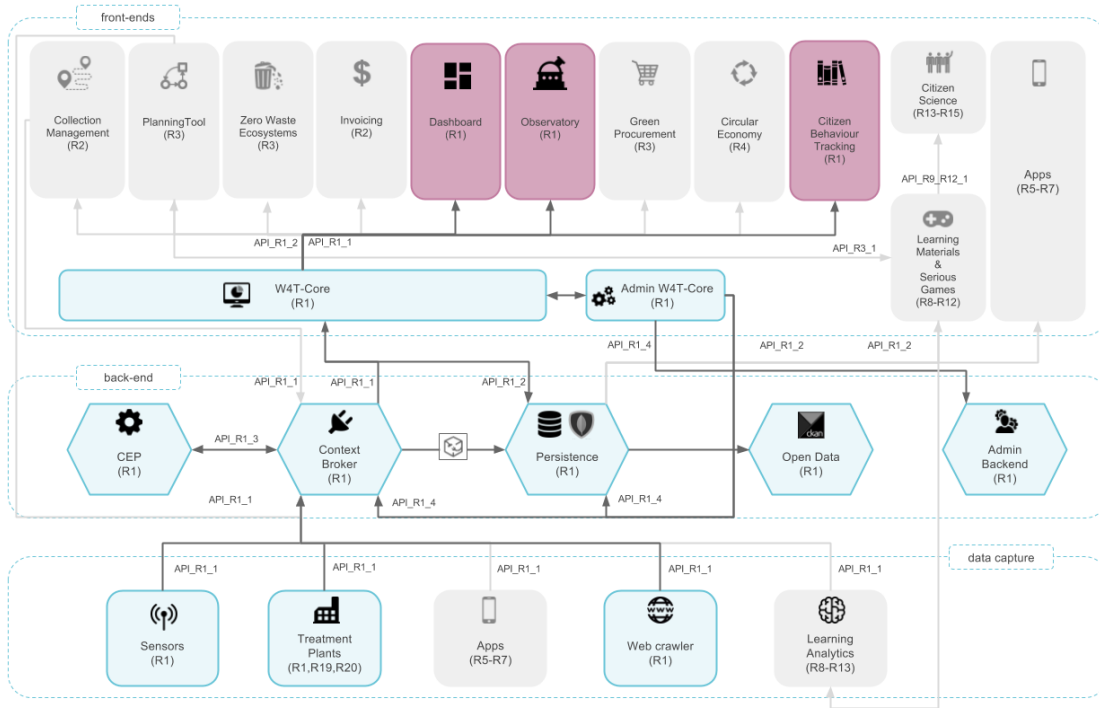 front-ends
Collection
Management
(R2)
PlanningTool
(R3)
Zero Waste
Ecosystems
(R3)
$
Invoicing
(R2)
Dashboard
(R1)
Observatory
(R1)
Green
Procurement
(R3)
Circular
Economy
(R4)
Citizen
Behaviour
Tracking
(R1)
Citizen
Science
(R13-R15)
Apps
(R5-R7)
API_R9_R12_1
Learning
Materials
&
Serious
Games
(R8-R12)
API_R1_2
API_R1_1
API_R3_1
W4T-Core
(R1)
Admin W4T-Core
(R1)
API_R1_4
API_R1_2
API_R1_2
back-end
API_R1_1
API_R1_1
API_R1_2
CEP
(R1)
API_R1_3
Context
Broker
(R1)
Persistence
(R1)
ckan
Open Data
(R1)
Admin
Backend
(R1)
API_R1_1
API_R1_4
API_R1_4
data capture
API_R1_1
API_R1_1
API_R1_1
API_R1_1
API_R1_1
Sensors
(R1)
Treatment
Plants
(R1,R19,R20)
Apps
(R5-R7)
WWW
Web crawler
(R1)
Learning
Analytics
(R8-R13)